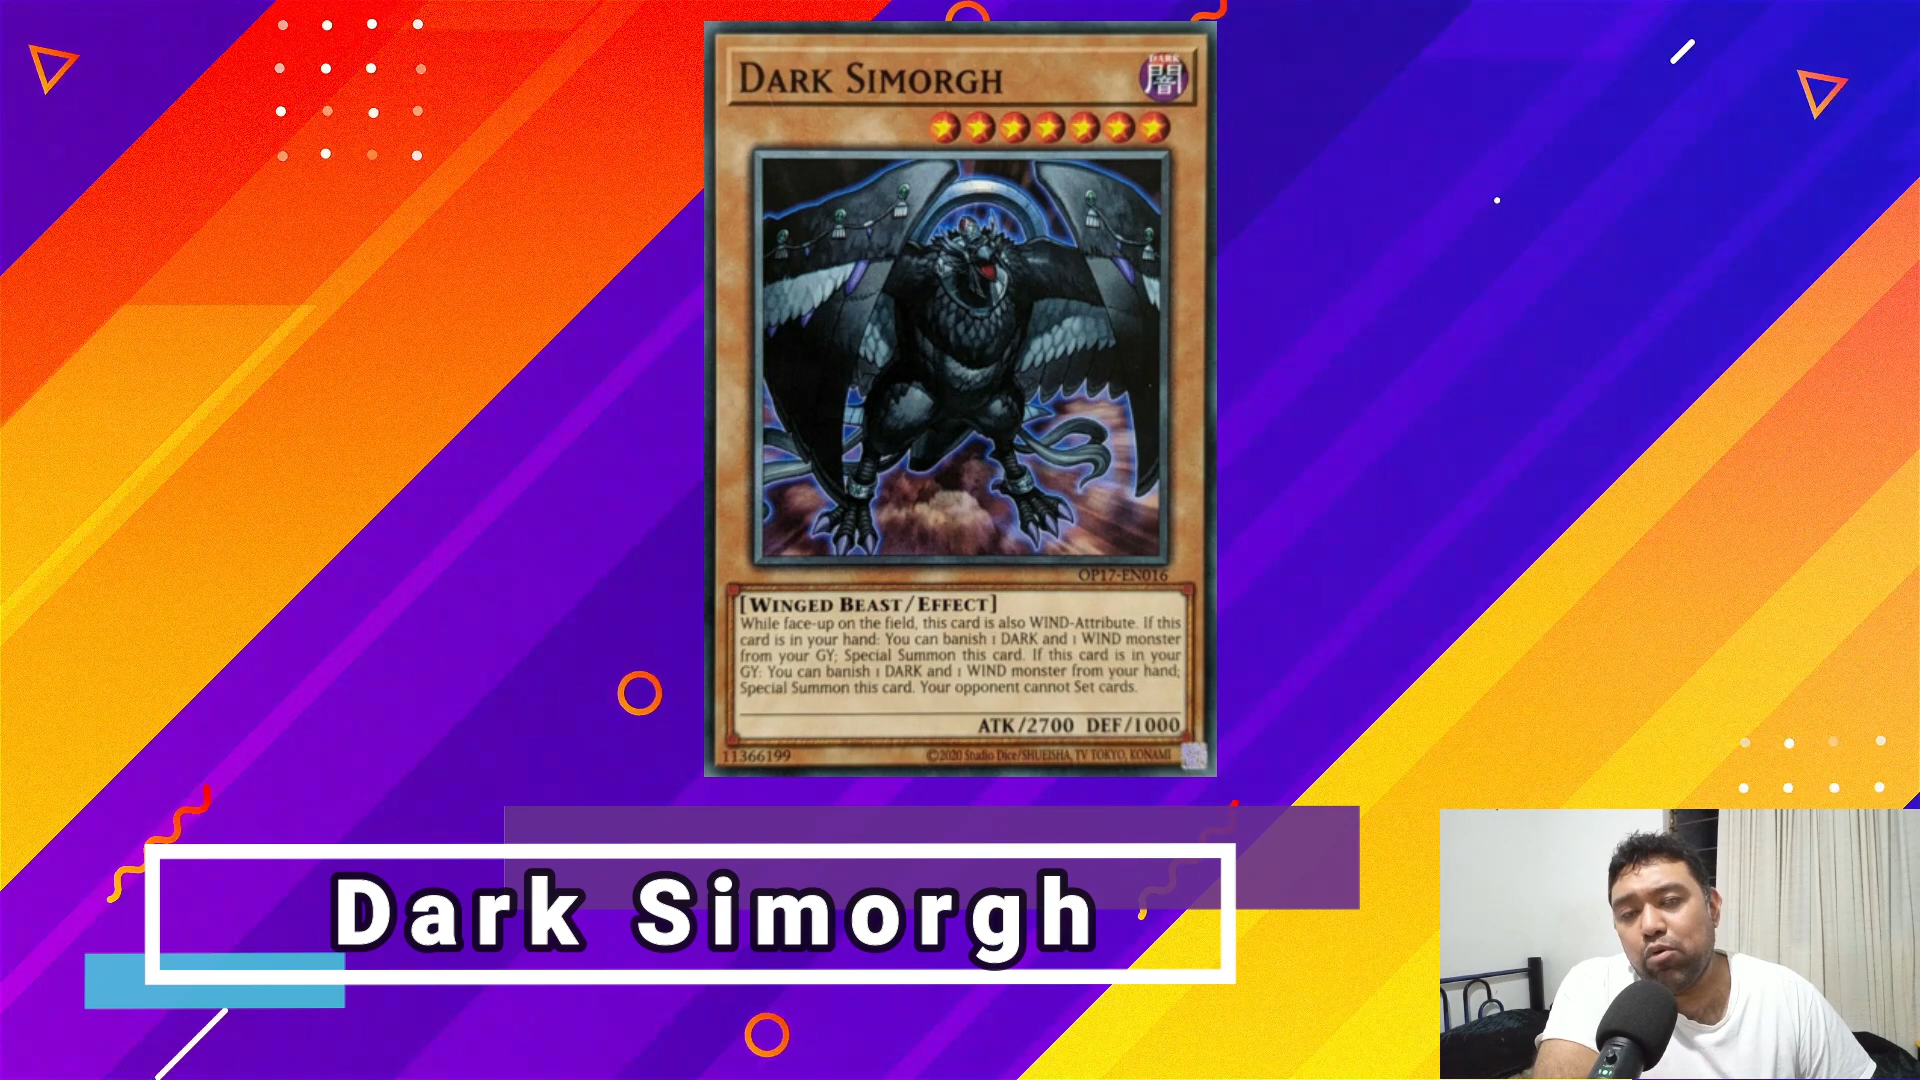 Dark Simorgh
DARK
闇
OP17-EN016
[Winged Beast/Effect]
While face-up on the field, this card is also WIND-Attribute. If this
card is in your hand: You can banish 1 DARK and 1 WIND monster
from your GY; Special Summon this card. If this card is in your
GY: You can banish 1 DARK and 1 WIND monster from your hand;
Special Summon this card. Your opponent cannot Set cards.
ATK/2700 DEF/1000
11366199
©2020 Studio Dice/SHUEISHA, TV TOKYO, KONAMI
Dark Simorgh